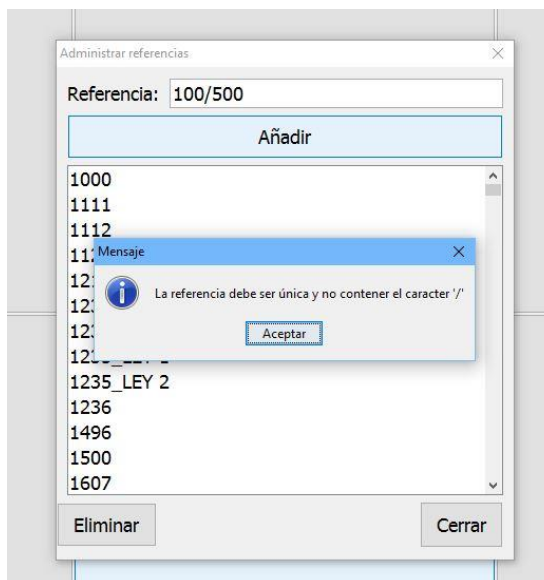 Administrar referencias
Referencia: 100/500
Añadir
1000
1111
1112
Mensaje
La referencia debe ser única y no contener el caracter '/'
Aceptar
1235_LEY 2
1236
1496
1500
1607
Eliminar
Cerrar